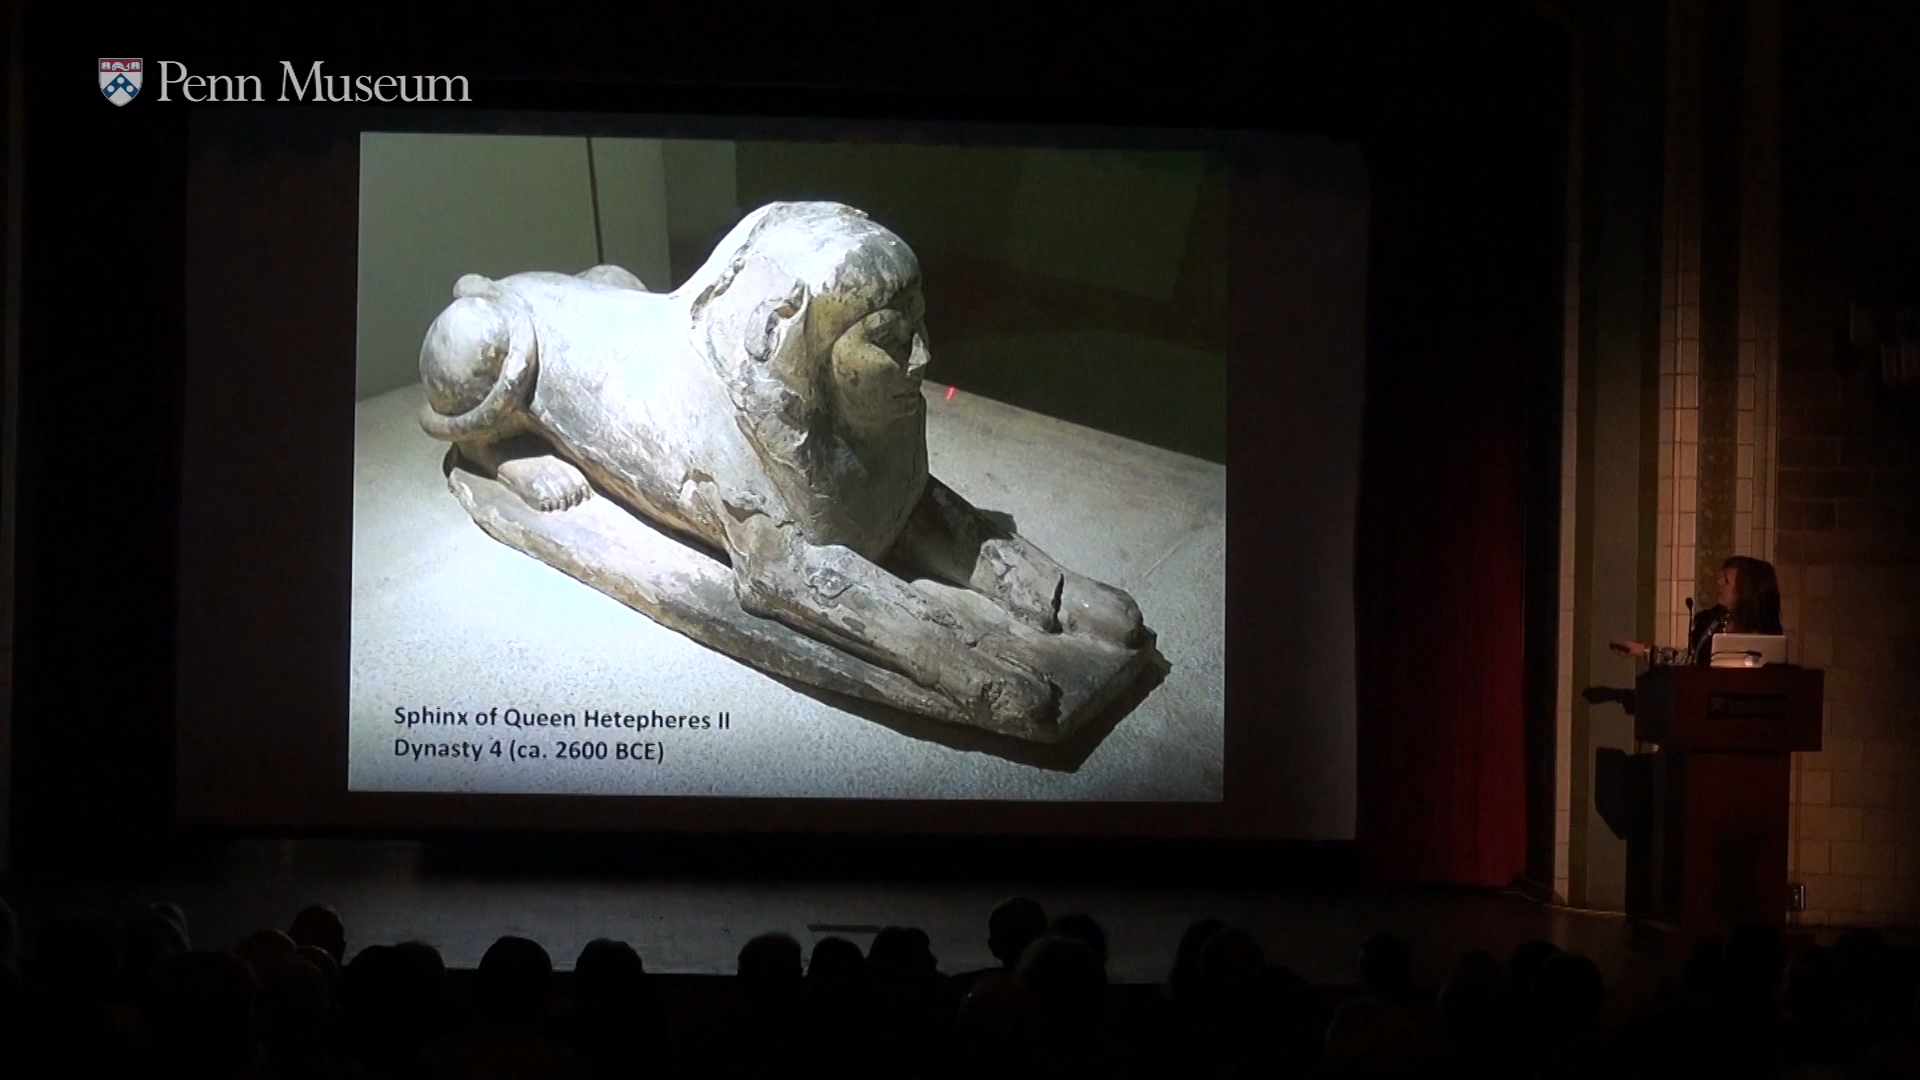 Penn Museum
Sphinx of Queen Hetepheres II
Dynasty 4 (ca. 2600 BCE)